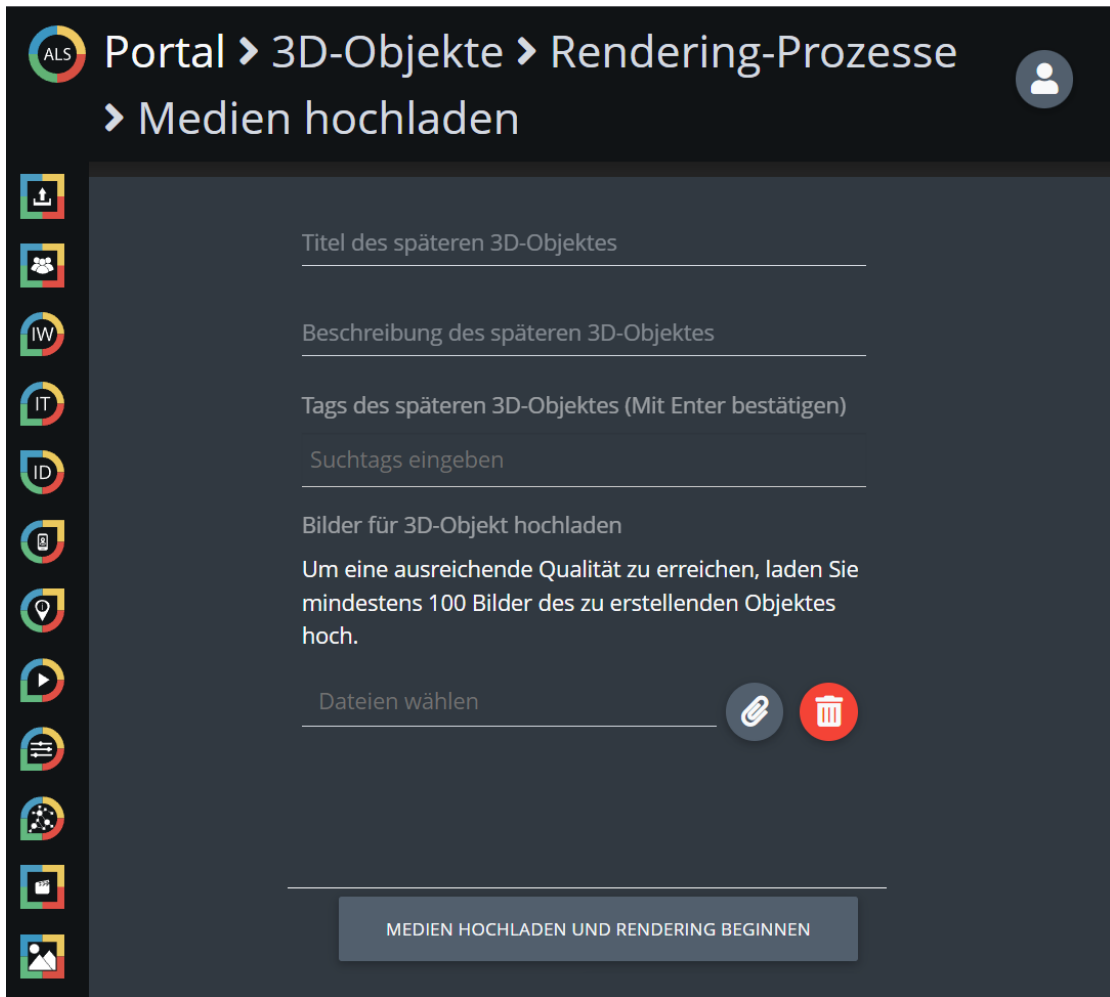 ALS
Portal > 3D-Objekte > Rendering-Prozesse
> Medien hochladen
Titel des späteren 3D-Objektes
Beschreibung des späteren 3D-Objektes
IW
Tags des späteren 3D-Objektes (Mit Enter bestätigen)
IT
Suchtags eingeben
ID
Bilder für 3D-Objekt hochladen
Um eine ausreichende Qualität zu erreichen, laden Sie
mindestens 100 Bilder des zu erstellenden Objektes
hoch.
Dateien wählen
MEDIEN HOCHLADEN UND RENDERING BEGINNEN